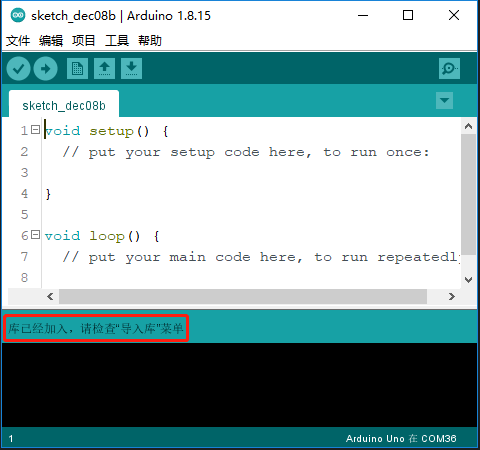 sketch_dec08b | Arduino 1.8.15
文件 编辑 项目 工具 帮助
sketch_dec08b
1 void setup() {
2 // put your setup code here, to run once:
3
4 }
5
6 void loop() {
7 // put your main code here, to run repeatedly
8
库已经加入，请检查“导入库”菜单
1 Arduino Uno 在 COM36